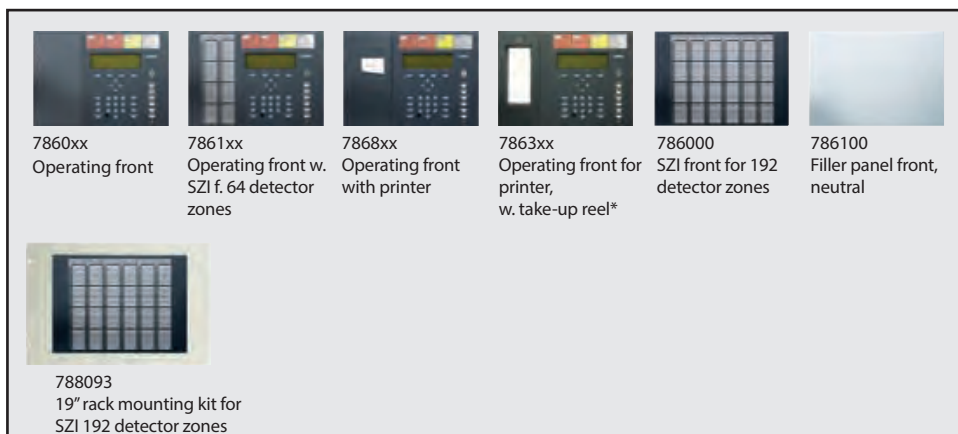 7860xx
Operating front
7861xx
Operating front w.
SZI f. 64 detector
zones
7868xx
Operating front
with printer
7863xx
Operating front for
printer,
w. take-up reel*
786000
SZI front for 192
detector zones
786100
Filler panel front,
neutral
788093
19” rack mounting kit for
SZI 192 detector zones